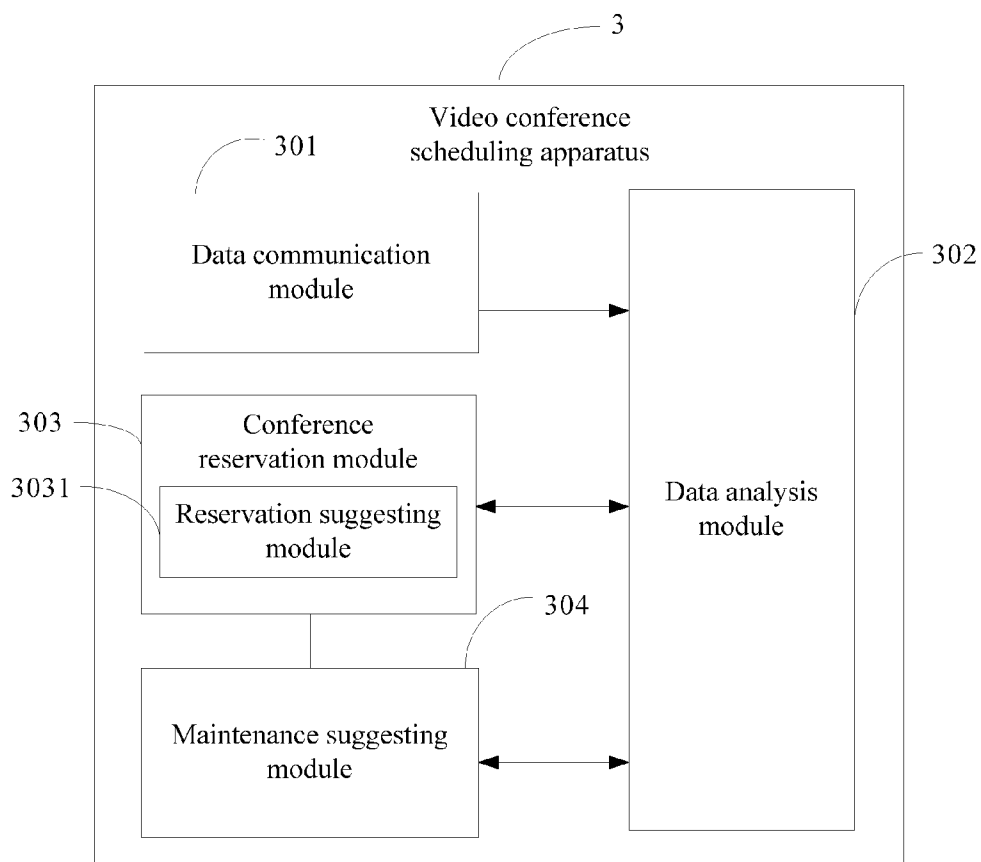 3
Video conference
scheduling apparatus
301
Data communication
module
302
303
Conference
reservation module
3031
Reservation suggesting
module
Data analysis
module
304
Maintenance suggesting
module